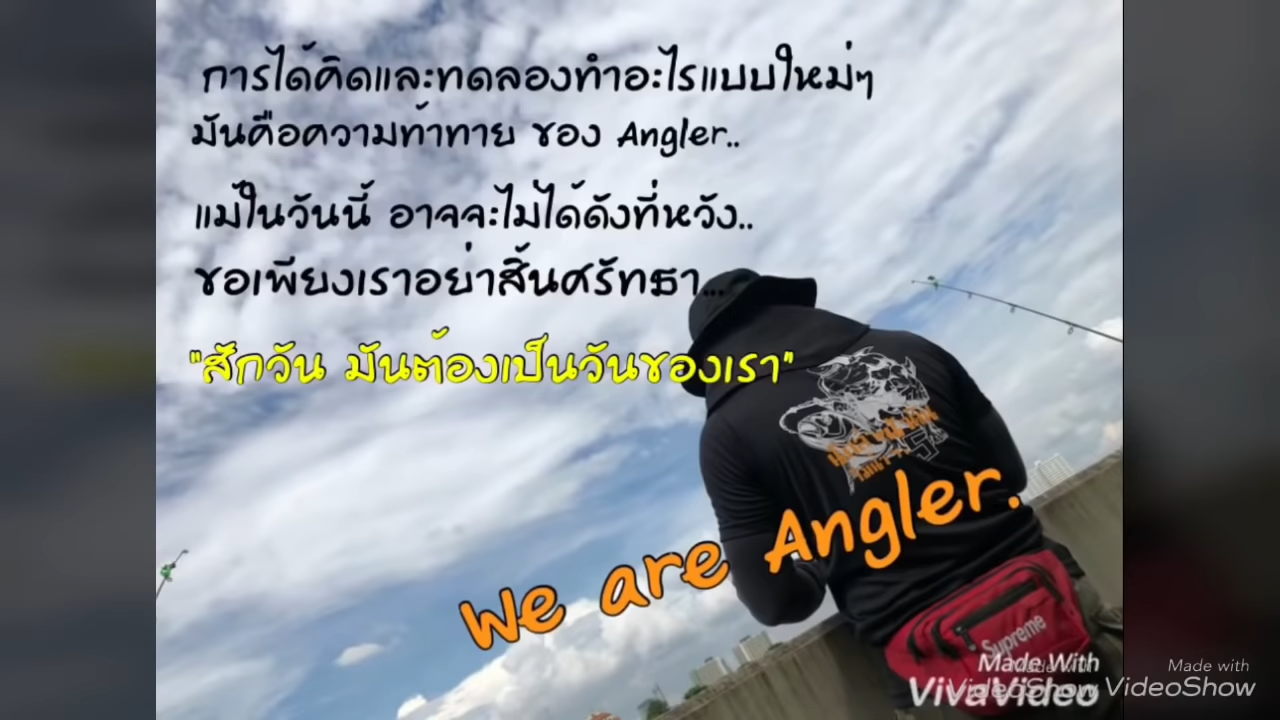 การได้คิดและทดลองทำอะไรแบบใหม่ๆ
มันคือความท้าทาย ของ Angler..
แม้ในวันนี้ อาจจะไม่ได้ดังที่หวัง..
ขอเพียงเราอย่าสิ้นศรัทธา...
"สักวัน มันต้องเป็นวันของเรา"
We are Angler.
Supreme
Made With
VivaVideo
Made with
VideoShow